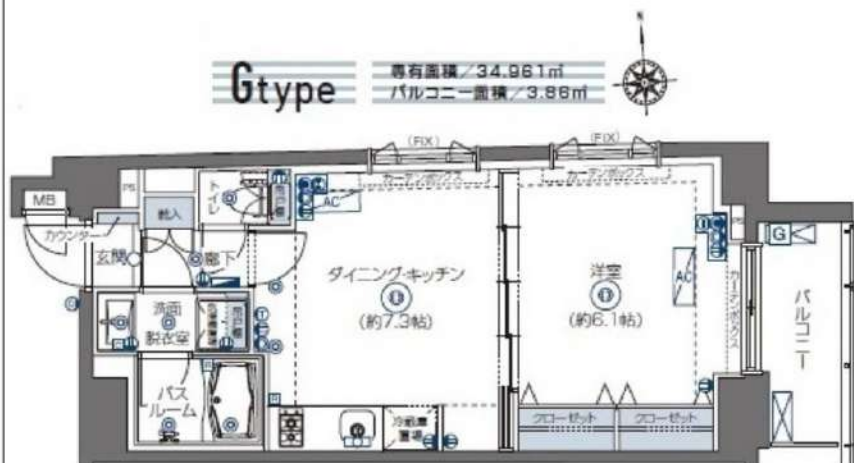 N
Gtype
専有面積/34.961㎡
バルコニー面積/3.86㎡
(FIX)
(FIX)
MB
PS
トイレ
カーテンボックス
カーテンボックス
AC
PS
カウンター
物入
玄関
廊下
ダイニング・キッチン
(約7.3帖)
洋室
(約6.1帖)
AC
カーテンボックス
G
バルコニー
洗面
脱衣室
バス
ルーム
冷蔵庫
置場
クローゼット
クローゼット